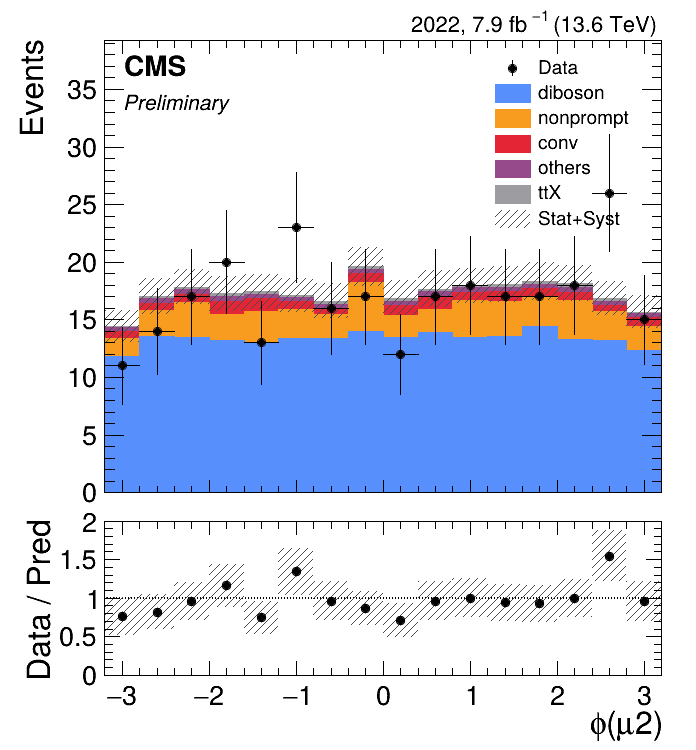 2022, 7.9 fb⁻¹ (13.6 TeV)
CMS
Preliminary
Events
35
30
25
20
15
10
5
0
Data
diboson
nonprompt
conv
others
ttX
Stat+Syst
Data / Pred
2
1.5
1
0.5
0
−3 −2 −1 0 1 2 3
ϕ(μ2)